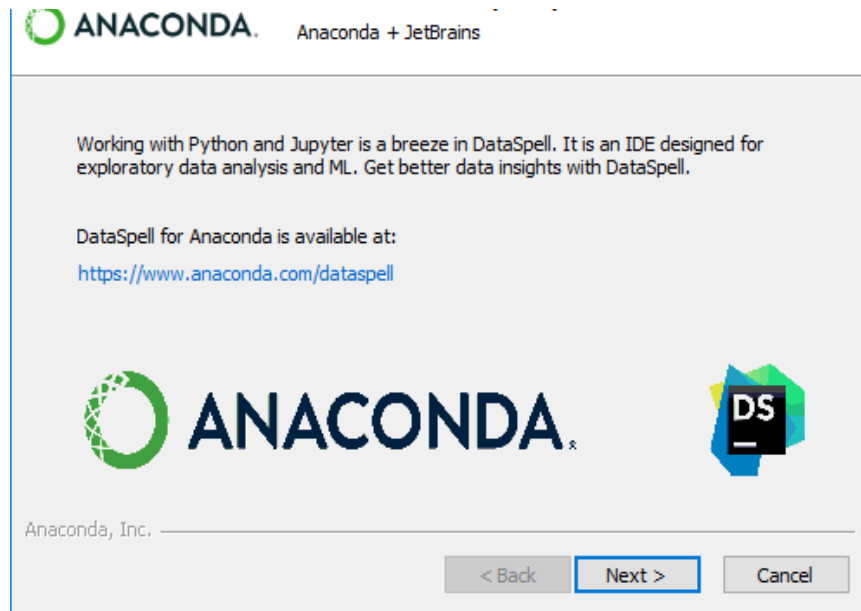 ANACONDA.
Anaconda + JetBrains
Working with Python and Jupyter is a breeze in DataSpell. It is an IDE designed for
exploratory data analysis and ML. Get better data insights with DataSpell.
DataSpell for Anaconda is available at:
https://www.anaconda.com/dataspell
ANACONDA®
DS
Anaconda, Inc.
< Back
Next >
Cancel